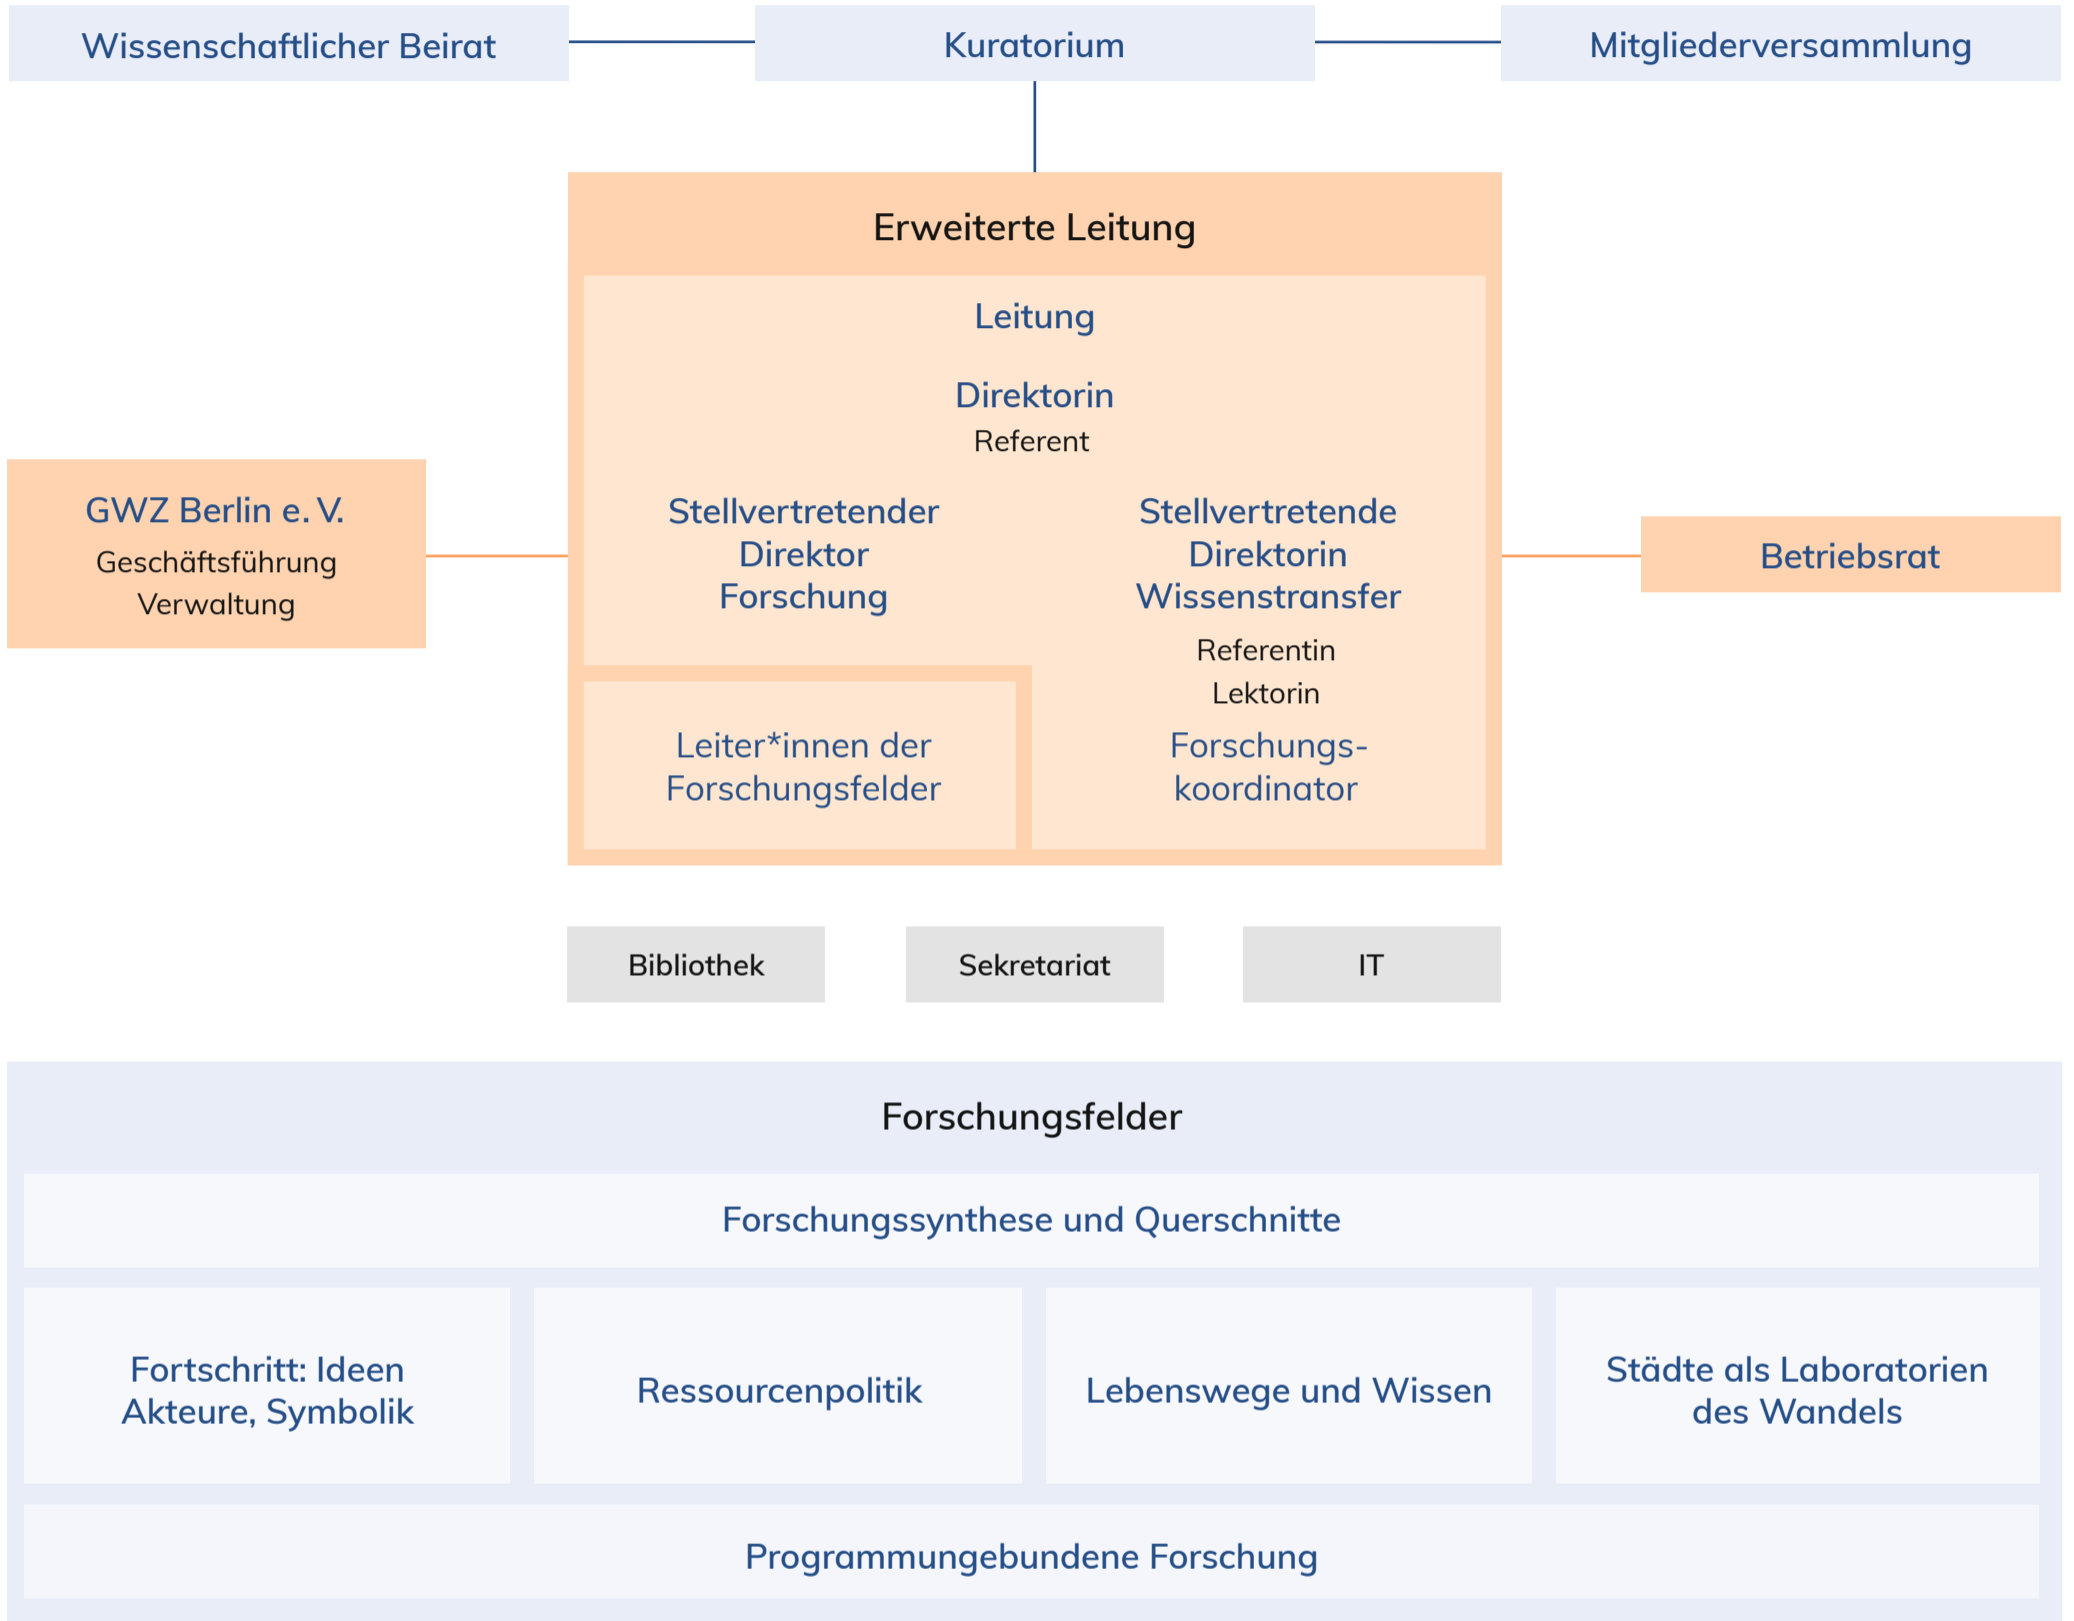 Wissenschaftlicher Beirat
Kuratorium
Mitgliederversammlung
Erweiterte Leitung
Leitung
Direktorin
Referent
GWZ Berlin e. V.
Geschäftsführung
Verwaltung
Stellvertretender
Direktor
Forschung
Stellvertretende
Direktorin
Wissenstransfer
Referentin
Lektorin
Betriebsrat
Leiter*innen der
Forschungsfelder
Forschungs-
koordinator
Bibliothek
Sekretariat
IT
Forschungsfelder
Forschungssynthese und Querschnitte
Fortschritt: Ideen
Akteure, Symbolik
Ressourcenpolitik
Lebenswege und Wissen
Städte als Laboratorien
des Wandels
Programmungebundene Forschung